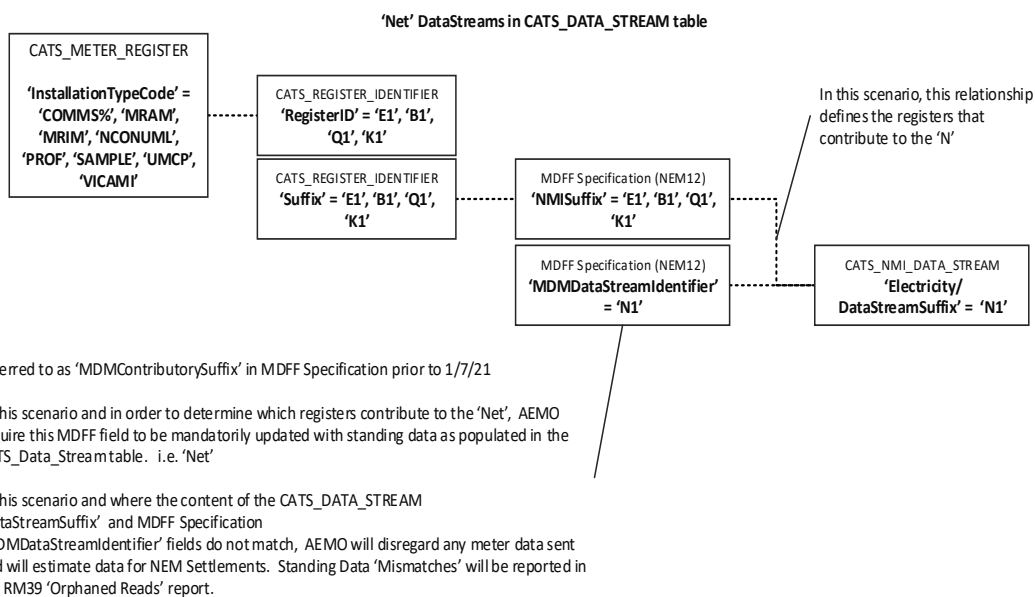 ‘Net’ DataStreams in CATS_DATA_STREAM table
CATS_METER_REGISTER
‘InstallationTypeCode’ =
‘COMMS%’, ‘MRAM’,
‘MRIM’, ‘NCONUML’,
‘PROF’, ‘SAMPLE’, ‘UMCP’,
‘VICAMI’
CATS_REGISTER_IDENTIFIER
‘RegisterID’ = ‘E1’, ‘B1’,
‘Q1’, ‘K1’
CATS_REGISTER_IDENTIFIER
‘Suffix’ = ‘E1’, ‘B1’, ‘Q1’,
‘K1’
MDFF Specification (NEM12)
‘NMISuffix’ = ‘E1’, ‘B1’, ‘Q1’,
‘K1’
MDFF Specification (NEM12)
‘MDMDataStreamIdentifier’
= ‘N1’
In this scenario, this relationship
defines the registers that
contribute to the ‘N’
CATS_NMI_DATA_STREAM
‘Electricity/
DataStreamSuffix’ = ‘N1’
erred to as ‘MDMContributorySuffix’ in MDFF Specification prior to 1/7/21
his scenario and in order to determine which registers contribute to the ‘Net’, AEMO
uire this MDFF field to be mandatorily updated with standing data as populated in the
TS_Data_Stream table. i.e. ‘Net’
his scenario and where the content of the CATS_DATA_STREAM
taStreamSuffix’ and MDFF Specification
DMDataStreamIdentifier’ fields do not match, AEMO will disregard any meter data sent
d will estimate data for NEM Settlements. Standing Data ‘Mismatches’ will be reported in
RM39 ‘Orphaned Reads’ report.